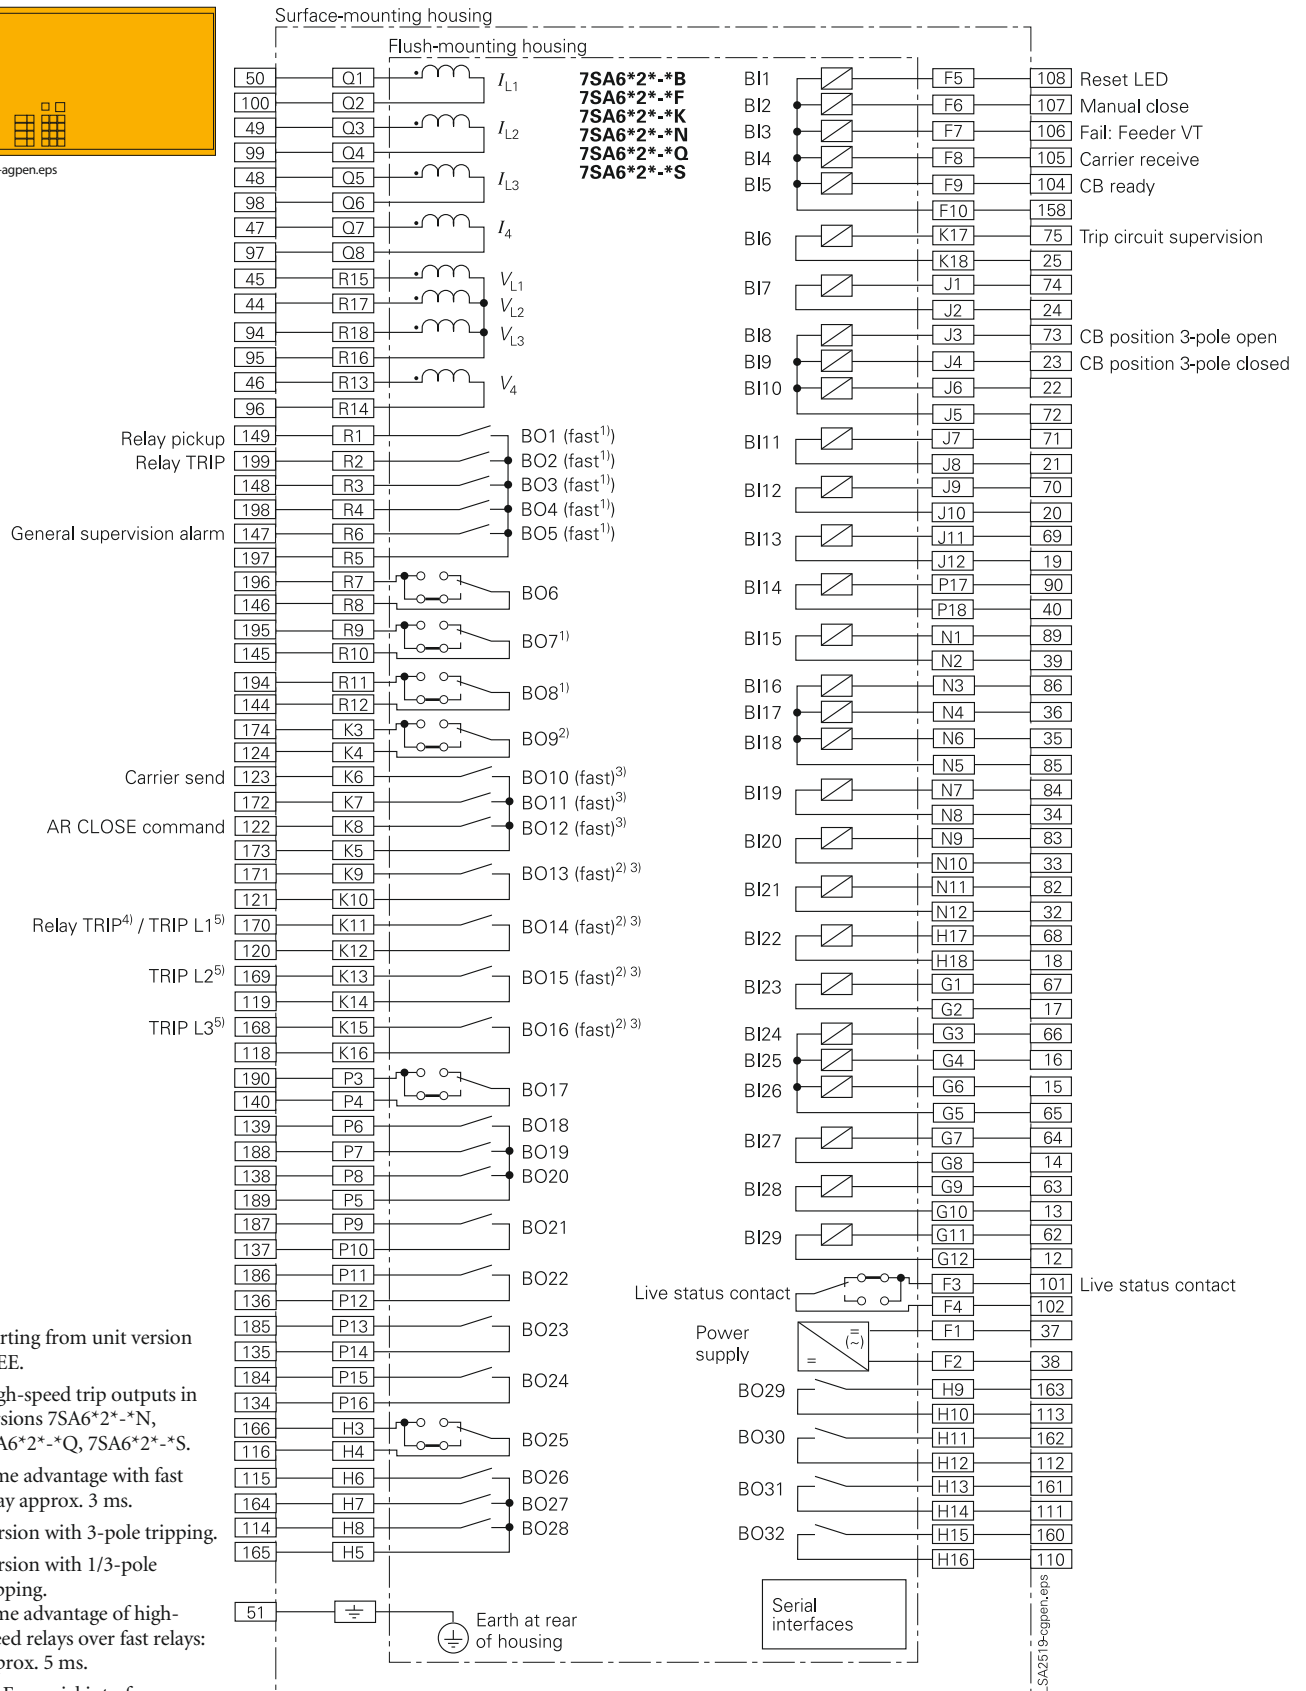 Surface-mounting housing
Flush-mounting housing
-agpen.eps
7SA6*2*-*B
7SA6*2*-*F
7SA6*2*-*K
7SA6*2*-*N
7SA6*2*-*Q
7SA6*2*-*S
50 Q1 IL1
100 Q2
49 Q3 IL2
99 Q4
48 Q5 IL3
98 Q6
47 Q7 I4
97 Q8
45 R15 VL1
44 R17 VL2
94 R18 VL3
95 R16
46 R13 V4
96 R14
Relay pickup 149 R1 BO1 (fast1))
Relay TRIP 199 R2 BO2 (fast1))
148 R3 BO3 (fast1))
198 R4 BO4 (fast1))
General supervision alarm 147 R6 BO5 (fast1))
197 R5
196 R7 BO6
146 R8
195 R9 BO71)
145 R10
194 R11 BO81)
144 R12
174 K3 BO92)
124 K4
Carrier send 123 K6 BO10 (fast)3)
172 K7 BO11 (fast)3)
AR CLOSE command 122 K8 BO12 (fast)3)
173 K5
171 K9 BO13 (fast)2) 3)
121 K10
Relay TRIP4) / TRIP L15) 170 K11 BO14 (fast)2) 3)
120 K12
TRIP L25) 169 K13 BO15 (fast)2) 3)
119 K14
TRIP L35) 168 K15 BO16 (fast)2) 3)
118 K16
190 P3 BO17
140 P4
139 P6 BO18
188 P7 BO19
138 P8 BO20
189 P5
187 P9 BO21
137 P10
186 P11 BO22
136 P12
185 P13 BO23
135 P14
184 P15 BO24
134 P16
166 H3 BO25
116 H4
115 H6 BO26
164 H7 BO27
114 H8 BO28
165 H5
51 Earth at rear
of housing
BI1 F5 108 Reset LED
BI2 F6 107 Manual close
BI3 F7 106 Fail: Feeder VT
BI4 F8 105 Carrier receive
BI5 F9 104 CB ready
F10 158
BI6 K17 75 Trip circuit supervision
K18 25
BI7 J1 74
J2 24
BI8 J3 73 CB position 3-pole open
BI9 J4 23 CB position 3-pole closed
BI10 J6 22
J5 72
BI11 J7 71
J8 21
BI12 J9 70
J10 20
BI13 J11 69
J12 19
BI14 P17 90
P18 40
BI15 N1 89
N2 39
BI16 N3 86
BI17 N4 36
BI18 N6 35
N5 85
BI19 N7 84
N8 34
BI20 N9 83
N10 33
BI21 N11 82
N12 32
BI22 H17 68
H18 18
BI23 G1 67
G2 17
BI24 G3 66
BI25 G4 16
BI26 G6 15
G5 65
BI27 G7 64
G8 14
BI28 G9 63
G10 13
BI29 G11 62
G12 12
Live status contact F3 101 Live status contact
F4 102
Power supply = (~) = F1 37
F2 38
BO29 H9 163
H10 113
BO30 H11 162
H12 112
BO31 H13 161
H14 111
BO32 H15 160
H16 110
Serial
interfaces
LSA2519-cgpen.eps
rting from unit version
EE.
gh-speed trip outputs in
rsions 7SA6*2*-*N,
A6*2*-*Q, 7SA6*2*-*S.
me advantage with fast
ay approx. 3 ms.
rsion with 3-pole tripping.
rsion with 1/3-pole
pping.
me advantage of high-
eed relays over fast relays:
prox. 5 ms.